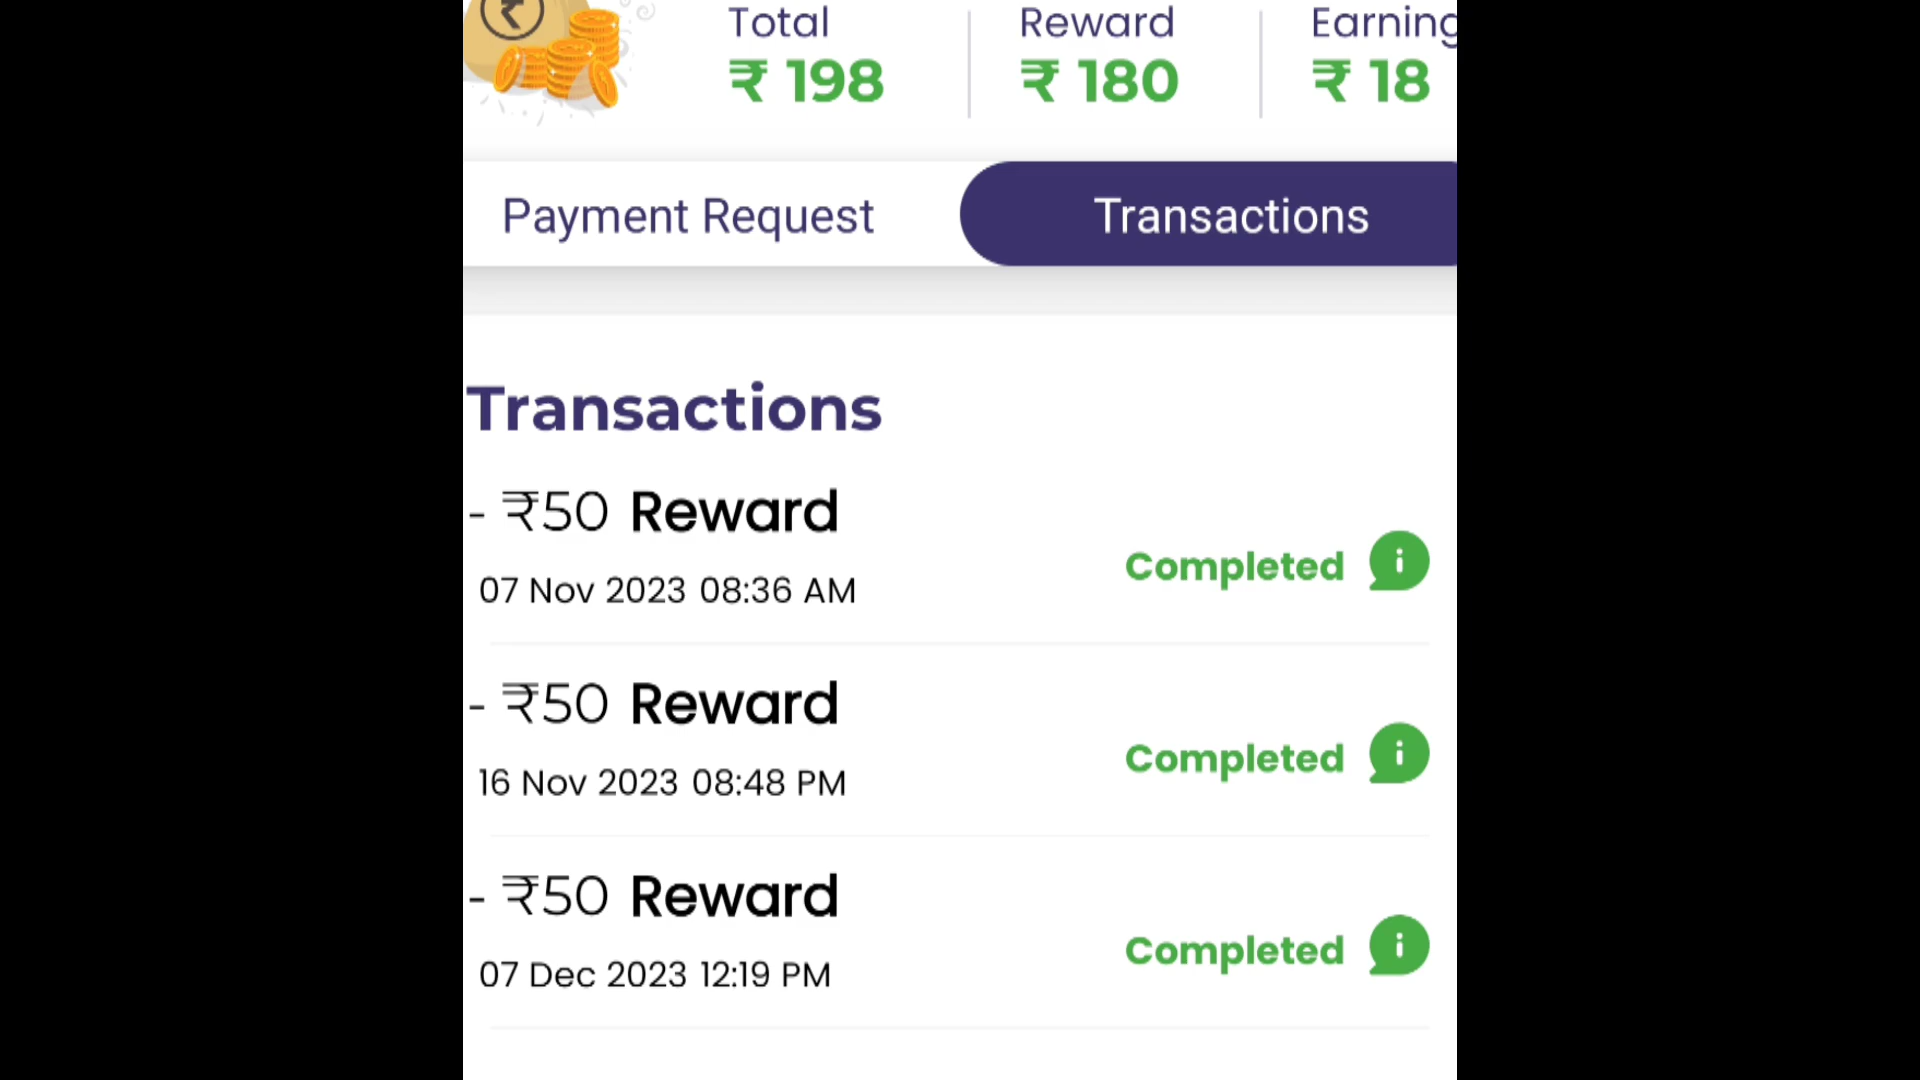 ₹
Total Reward Earning
₹ 198 ₹ 180 ₹ 18
Payment Request Transactions
Transactions
- ₹50 Reward
Completed i
07 Nov 2023 08:36 AM
- ₹50 Reward
Completed i
16 Nov 2023 08:48 PM
- ₹50 Reward
Completed i
07 Dec 2023 12:19 PM